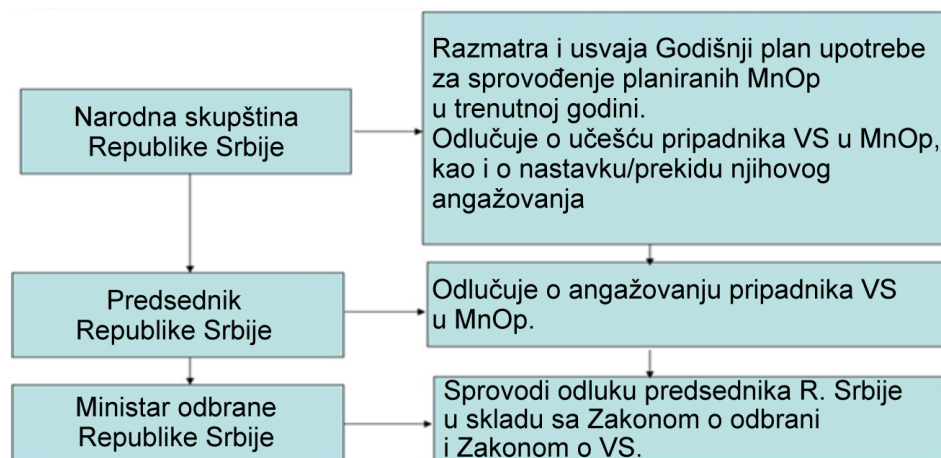 Narodna skupština
Republike Srbije
Razmatra i usvaja Godišnji plan upotrebe
za sprovođenje planiranih MnOp
u trenutnoj godini.
Odlučuje o učešću pripadnika VS u MnOp,
kao i o nastavku/prekidu njihovog
angažovanja
Predsednik
Republike Srbije
Odlučuje o angažovanju pripadnika VS
u MnOp.
Ministar odbrane
Republike Srbije
Sprovodi odluku predsednika R. Srbije
u skladu sa Zakonom o odbrani
i Zakonom o VS.